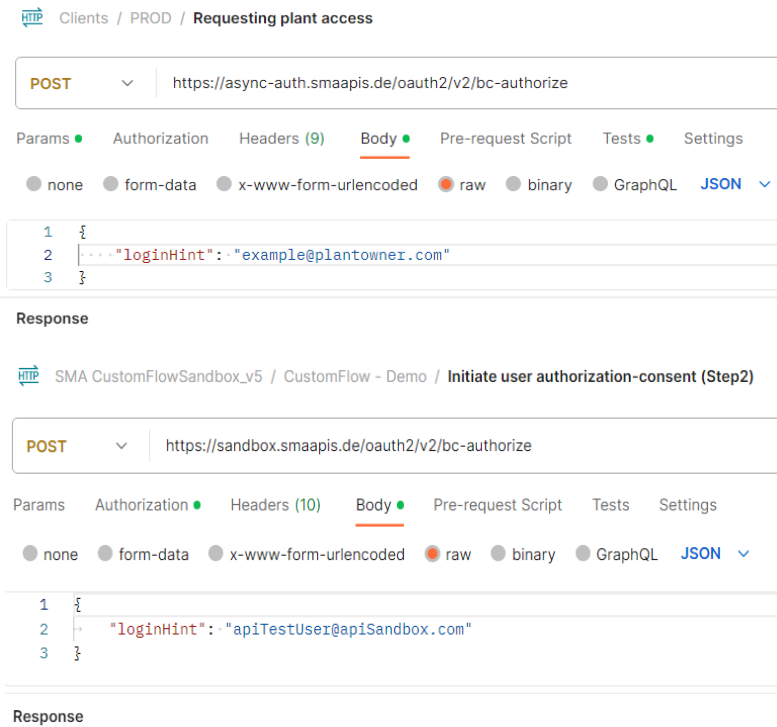 HTTP Clients / PROD / Requesting plant access
POST https://async-auth.smaapis.de/oauth2/v2/bc-authorize
Params Authorization Headers (9) Body Pre-request Script Tests Settings
none form-data x-www-form-urlencoded raw binary GraphQL JSON
1 {
2 "loginHint": "example@plantowner.com"
3 }
Response
HTTP SMA CustomFlowSandbox_v5 / CustomFlow - Demo / Initiate user authorization-consent (Step2)
POST https://sandbox.smaapis.de/oauth2/v2/bc-authorize
Params Authorization Headers (10) Body Pre-request Script Tests Settings
none form-data x-www-form-urlencoded raw binary GraphQL JSON
1 {
2 "loginHint": "apiTestUser@apiSandbox.com"
3 }
Response